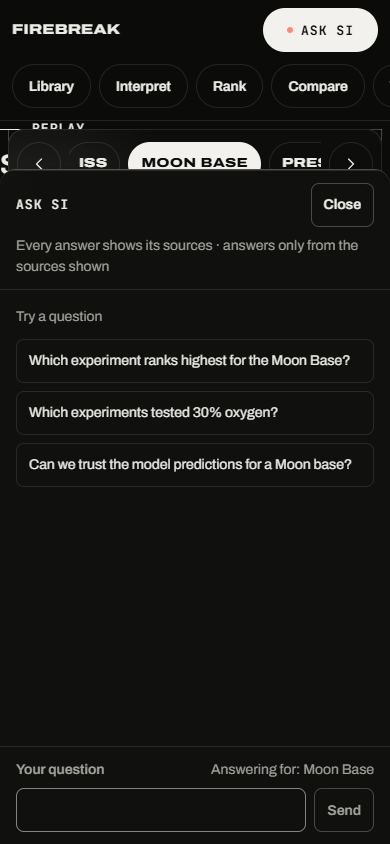 FIREBREAK
ASK SI
Library
Interpret
Rank
Compare
REPLAY
ISS
MOON BASE
ASK SI
Close
Every answer shows its sources · answers only from the
sources shown
Try a question
Which experiment ranks highest for the Moon Base?
Which experiments tested 30% oxygen?
Can we trust the model predictions for a Moon base?
Your question
Answering for: Moon Base
Send